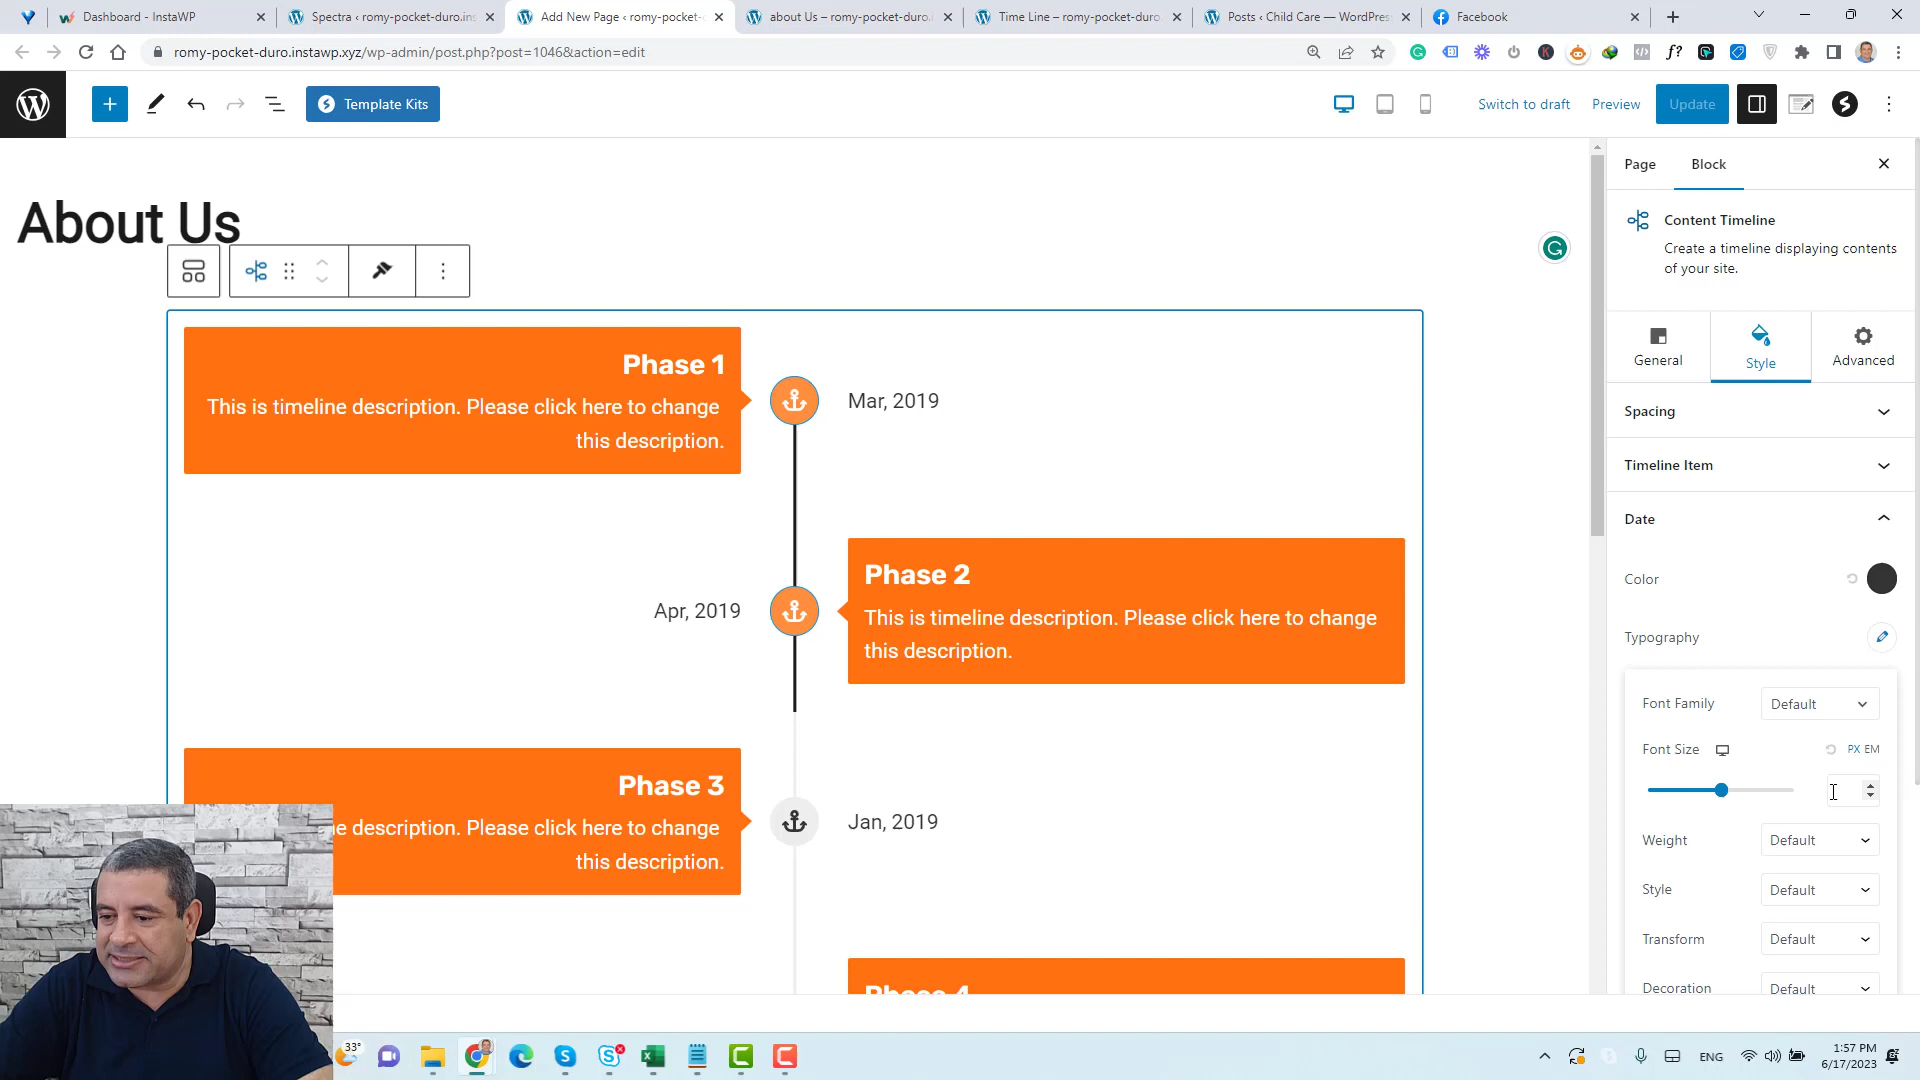 Dashboard - InstaWP
Spectra ‹ romy-pocket-duro.ins
Add New Page ‹ romy-pocket-
about Us – romy-pocket-duro.i
Time Line – romy-pocket-duro.
Posts ‹ Child Care — WordPres
Facebook
romy-pocket-duro.instawp.xyz/wp-admin/post.php?post=1046&action=edit
Template Kits
Switch to draft
Preview
Update
Page
Block
About Us
Content Timeline
Create a timeline displaying contents
of your site.
General
Style
Advanced
Phase 1
This is timeline description. Please click here to change
this description.
Mar, 2019
Spacing
Timeline Item
Date
Color
Typography
Apr, 2019
Phase 2
This is timeline description. Please click here to change
this description.
Font Family
Default
Font Size
PX EM
Weight
Default
Style
Default
Transform
Default
Decoration
Default
Phase 3
e description. Please click here to change
this description.
Jan, 2019
Phase 4
33°
ENG
1:57 PM
6/17/2023